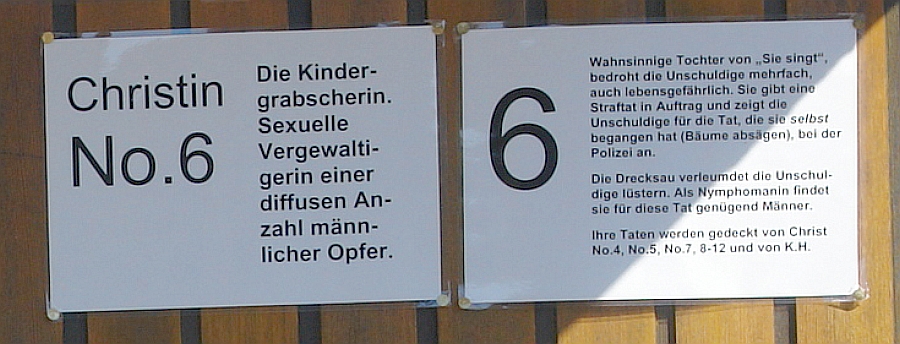 Christin
No.6
Die Kinder-
grabscherin.
Sexuelle
Vergewalti-
gerin einer
diffusen An-
zahl männ-
licher Opfer.
6
Wahnsinnige Tochter von „Sie singt“,
bedroht die Unschuldige mehrfach,
auch lebensgefährlich. Sie gibt eine
Straftat in Auftrag und zeigt die
Unschuldige für die Tat, die sie selbst
begangen hat (Bäume absägen), bei der
Polizei an.
Die Drecksau verleumdet die Unschul-
dige lüstern. Als Nymphomanin findet
sie für diese Tat genügend Männer.
Ihre Taten werden gedeckt von Christ
No.4, No.5, No.7, 8-12 und von K.H.